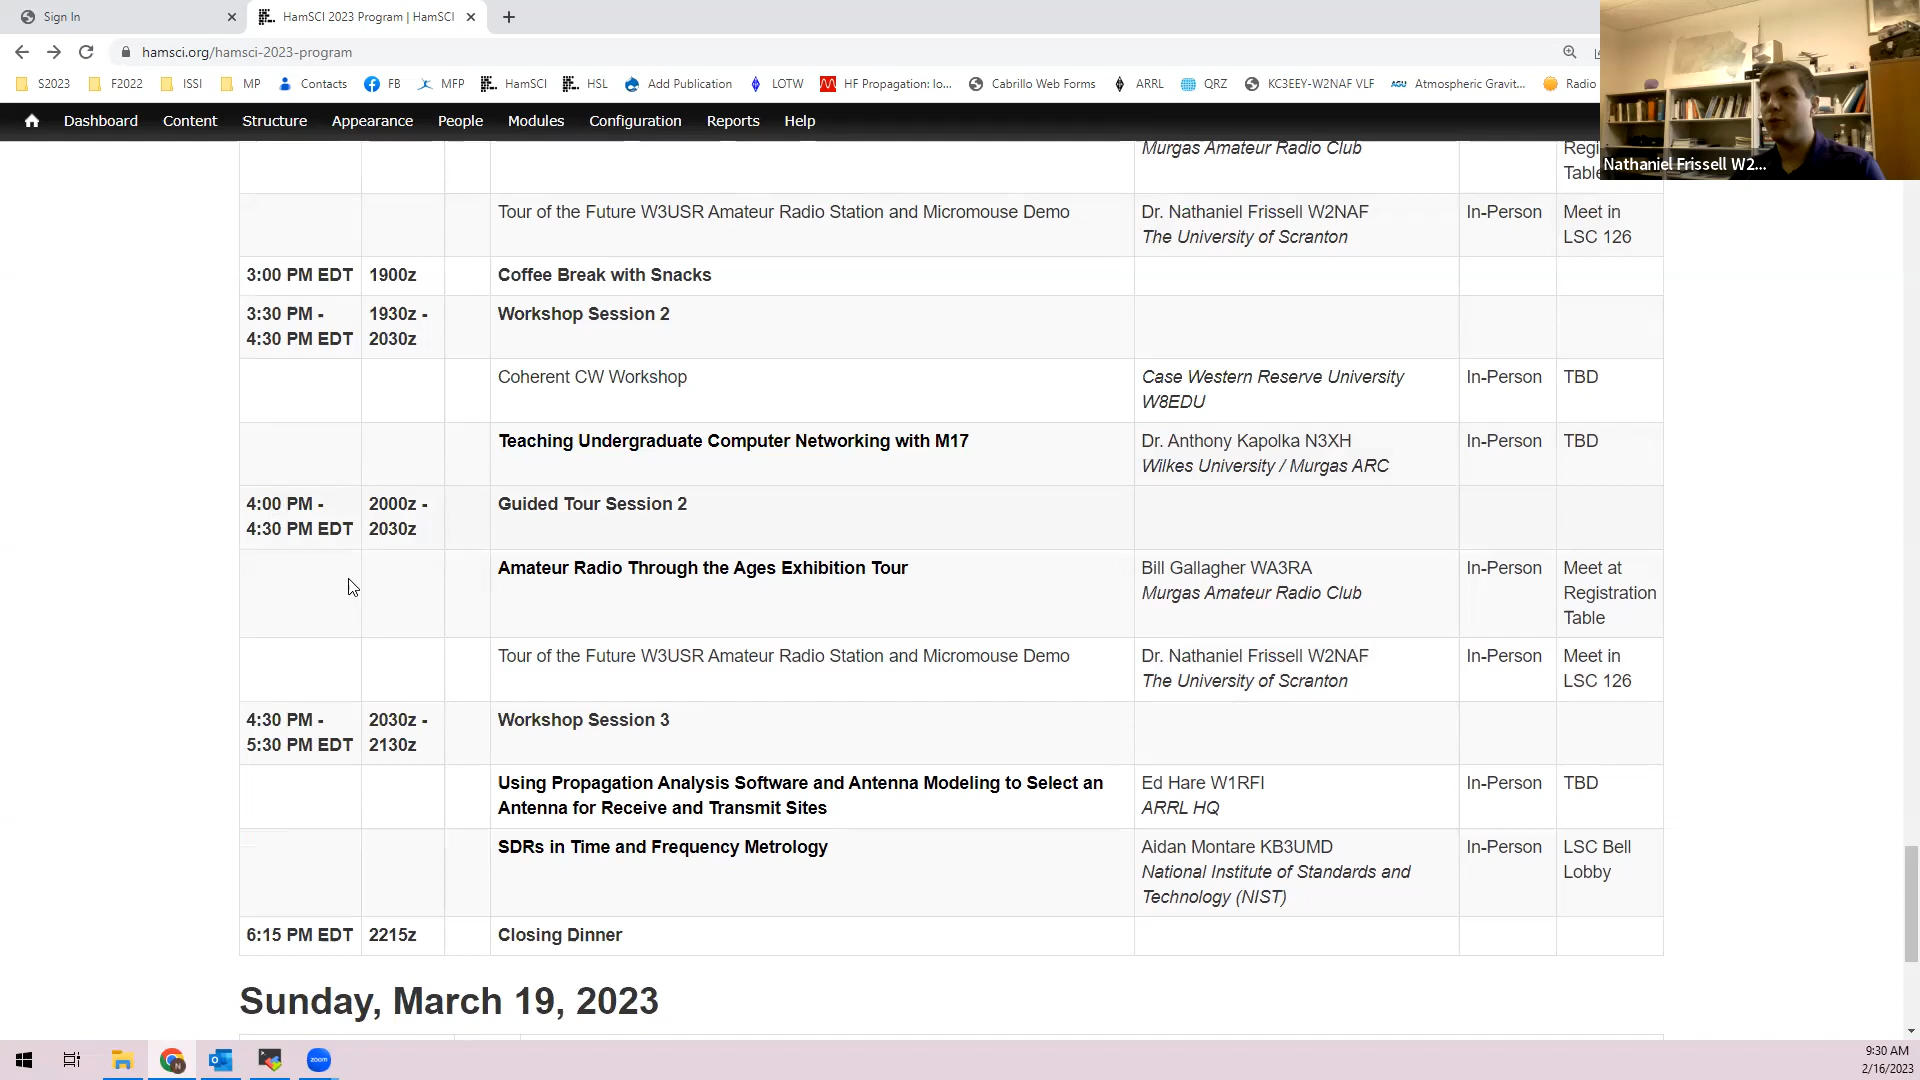 Sign In
HamSCI 2023 Program | HamSCI
hamsci.org/hamsci-2023-program
S2023 F2022 ISSI MP Contacts FB MFP HamSCI HSL Add Publication LOTW HF Propagation: Io... Cabrillo Web Forms ARRL QRZ KC3EEY-W2NAF VLF AGU Atmospheric Gravit... Radio
Dashboard Content Structure Appearance People Modules Configuration Reports Help
Nathaniel Frissell W2...
Murgas Amateur Radio Club
Regi
Table
Tour of the Future W3USR Amateur Radio Station and Micromouse Demo Dr. Nathaniel Frissell W2NAF In-Person Meet in
The University of Scranton LSC 126
3:00 PM EDT 1900z Coffee Break with Snacks
3:30 PM - 1930z - Workshop Session 2
4:30 PM EDT 2030z
Coherent CW Workshop Case Western Reserve University In-Person TBD
W8EDU
Teaching Undergraduate Computer Networking with M17 Dr. Anthony Kapolka N3XH In-Person TBD
Wilkes University / Murgas ARC
4:00 PM - 2000z - Guided Tour Session 2
4:30 PM EDT 2030z
Amateur Radio Through the Ages Exhibition Tour Bill Gallagher WA3RA In-Person Meet at
Murgas Amateur Radio Club Registration
Table
Tour of the Future W3USR Amateur Radio Station and Micromouse Demo Dr. Nathaniel Frissell W2NAF In-Person Meet in
The University of Scranton LSC 126
4:30 PM - 2030z - Workshop Session 3
5:30 PM EDT 2130z
Using Propagation Analysis Software and Antenna Modeling to Select an Ed Hare W1RFI In-Person TBD
Antenna for Receive and Transmit Sites ARRL HQ
SDRs in Time and Frequency Metrology Aidan Montare KB3UMD In-Person LSC Bell
National Institute of Standards and Lobby
Technology (NIST)
6:15 PM EDT 2215z Closing Dinner
Sunday, March 19, 2023
zoom
9:30 AM
2/16/2023